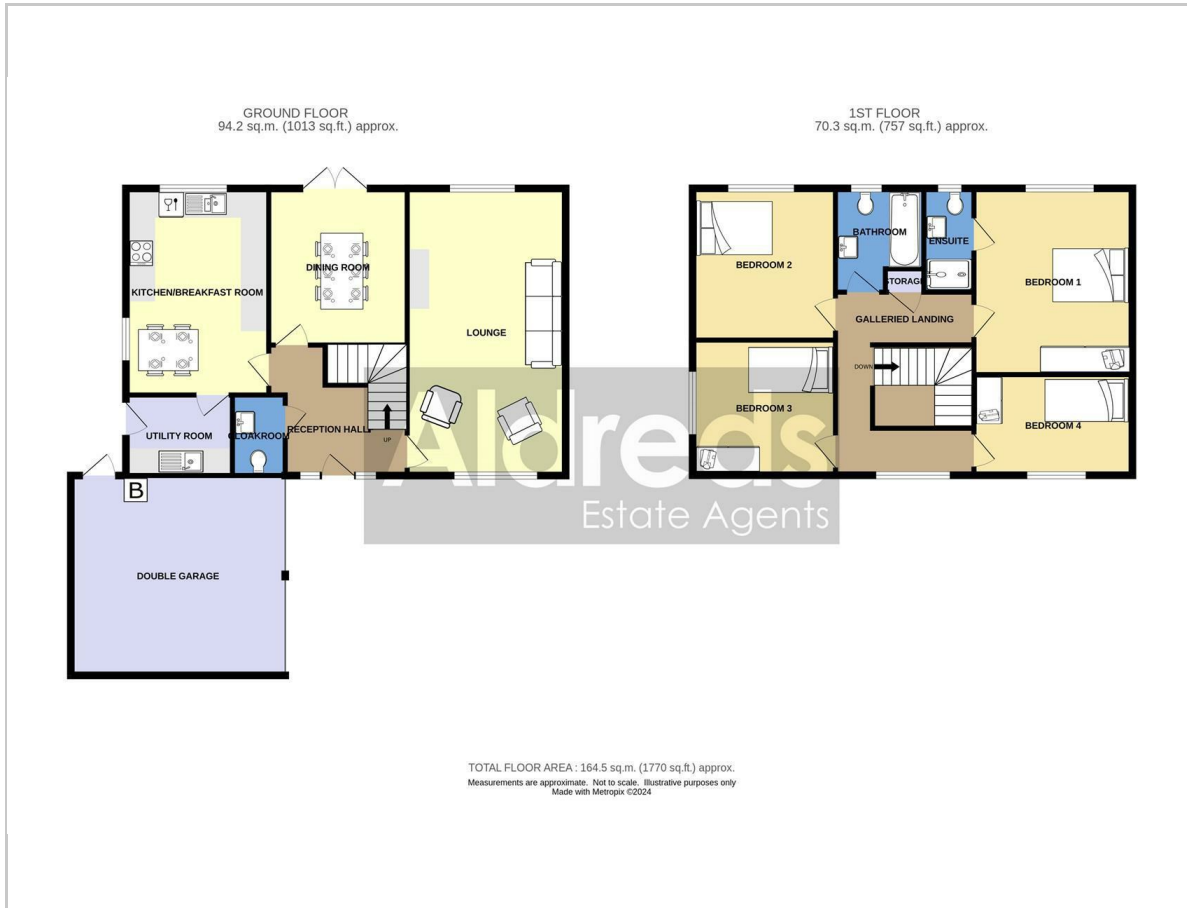 GROUND FLOOR
94.2 sq.m. (1013 sq.ft.) approx.
1ST FLOOR
70.3 sq.m. (757 sq.ft.) approx.
KITCHEN/BREAKFAST ROOM
DINING ROOM
LOUNGE
UTILITY ROOM
CLOAKROOM
RECEPTION HALL
UP
B
DOUBLE GARAGE
BEDROOM 2
BATHROOM
ENSUITE
STORAGE
BEDROOM 1
GALLERIED LANDING
DOWN
BEDROOM 3
BEDROOM 4
Aldreds
Estate Agents
TOTAL FLOOR AREA : 164.5 sq.m. (1770 sq.ft.) approx.
Measurements are approximate. Not to scale. Illustrative purposes only
Made with Metropix ©2024